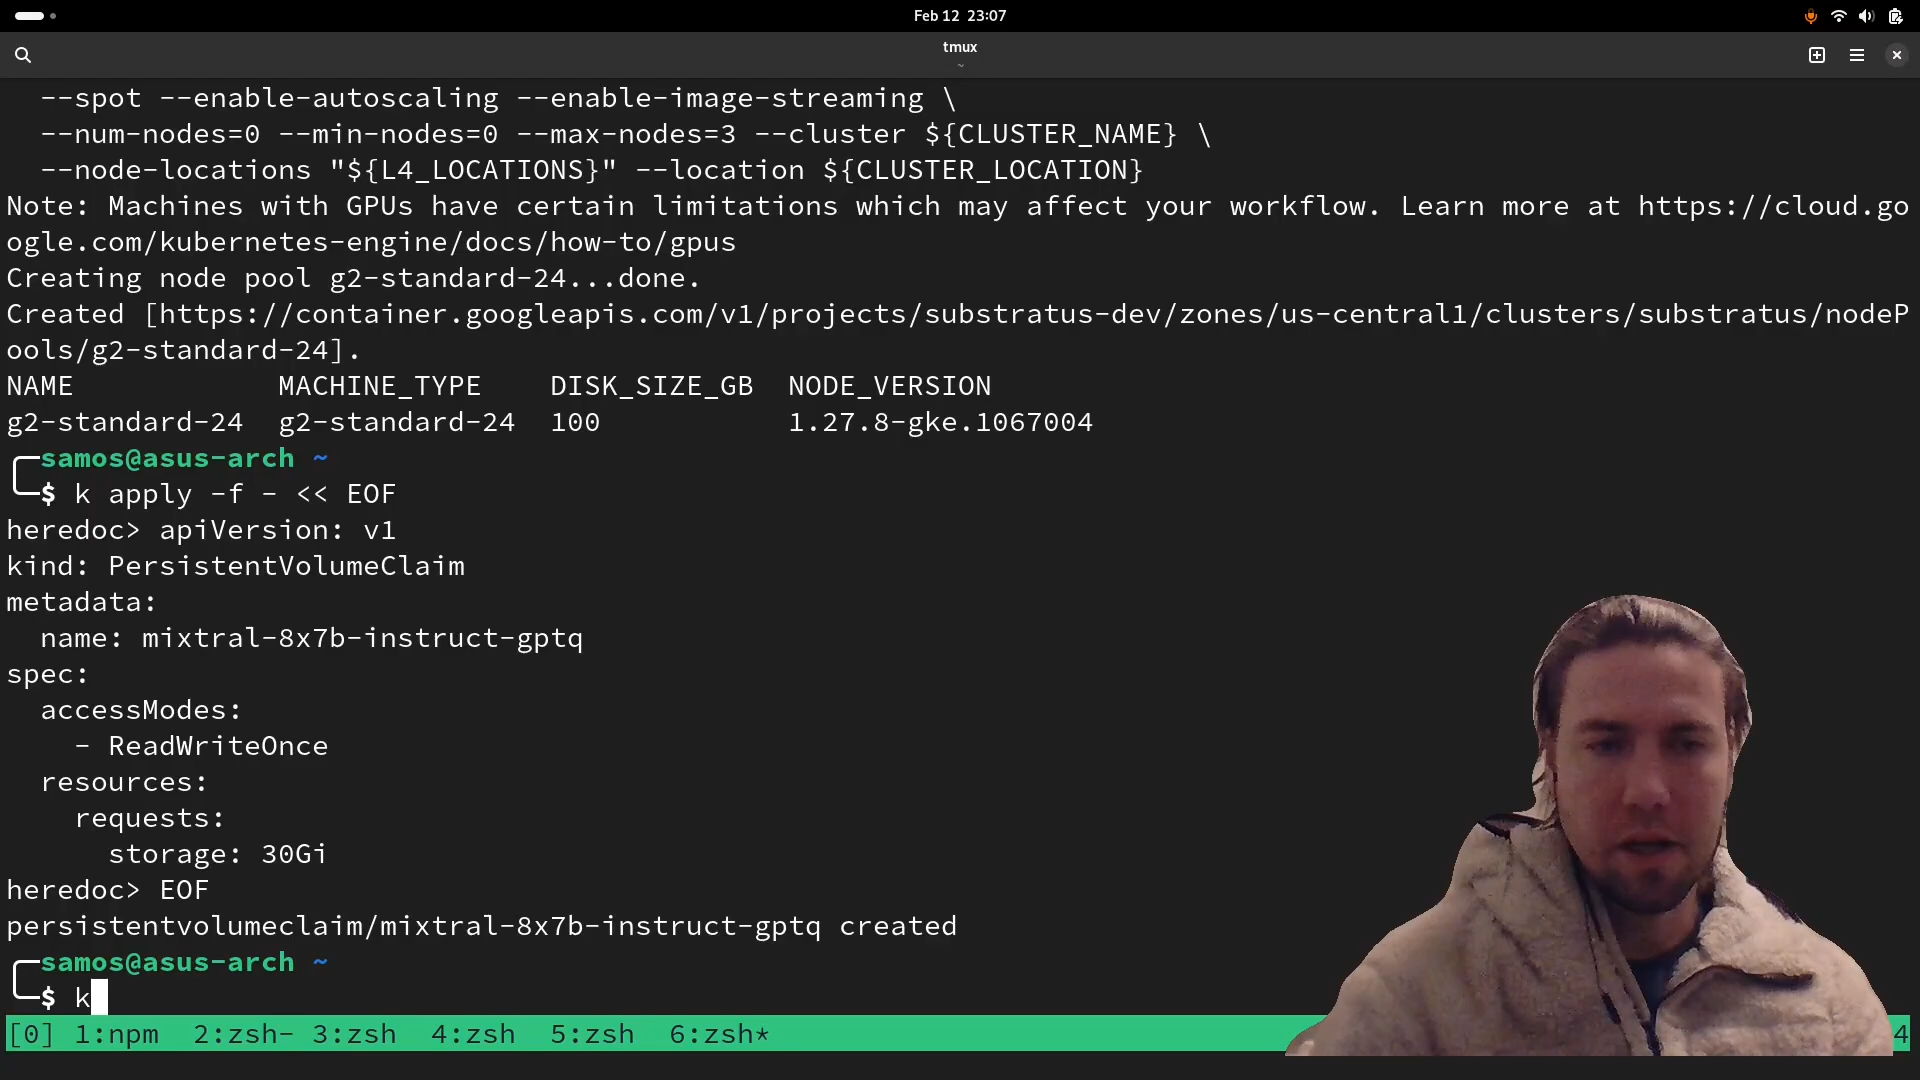 Feb 12 23:07
tmux
~
--spot --enable-autoscaling --enable-image-streaming \
--num-nodes=0 --min-nodes=0 --max-nodes=3 --cluster ${CLUSTER_NAME} \
--node-locations "${L4_LOCATIONS}" --location ${CLUSTER_LOCATION}
Note: Machines with GPUs have certain limitations which may affect your workflow. Learn more at https://cloud.go
ogle.com/kubernetes-engine/docs/how-to/gpus
Creating node pool g2-standard-24...done.
Created [https://container.googleapis.com/v1/projects/substratus-dev/zones/us-central1/clusters/substratus/nodeP
ools/g2-standard-24].
NAME MACHINE_TYPE DISK_SIZE_GB NODE_VERSION
g2-standard-24 g2-standard-24 100 1.27.8-gke.1067004
samos@asus-arch ~
$ k apply -f - << EOF
heredoc> apiVersion: v1
kind: PersistentVolumeClaim
metadata:
name: mixtral-8x7b-instruct-gptq
spec:
accessModes:
- ReadWriteOnce
resources:
requests:
storage: 30Gi
heredoc> EOF
persistentvolumeclaim/mixtral-8x7b-instruct-gptq created
samos@asus-arch ~
$ k
[0] 1:npm 2:zsh- 3:zsh 4:zsh 5:zsh 6:zsh* 4